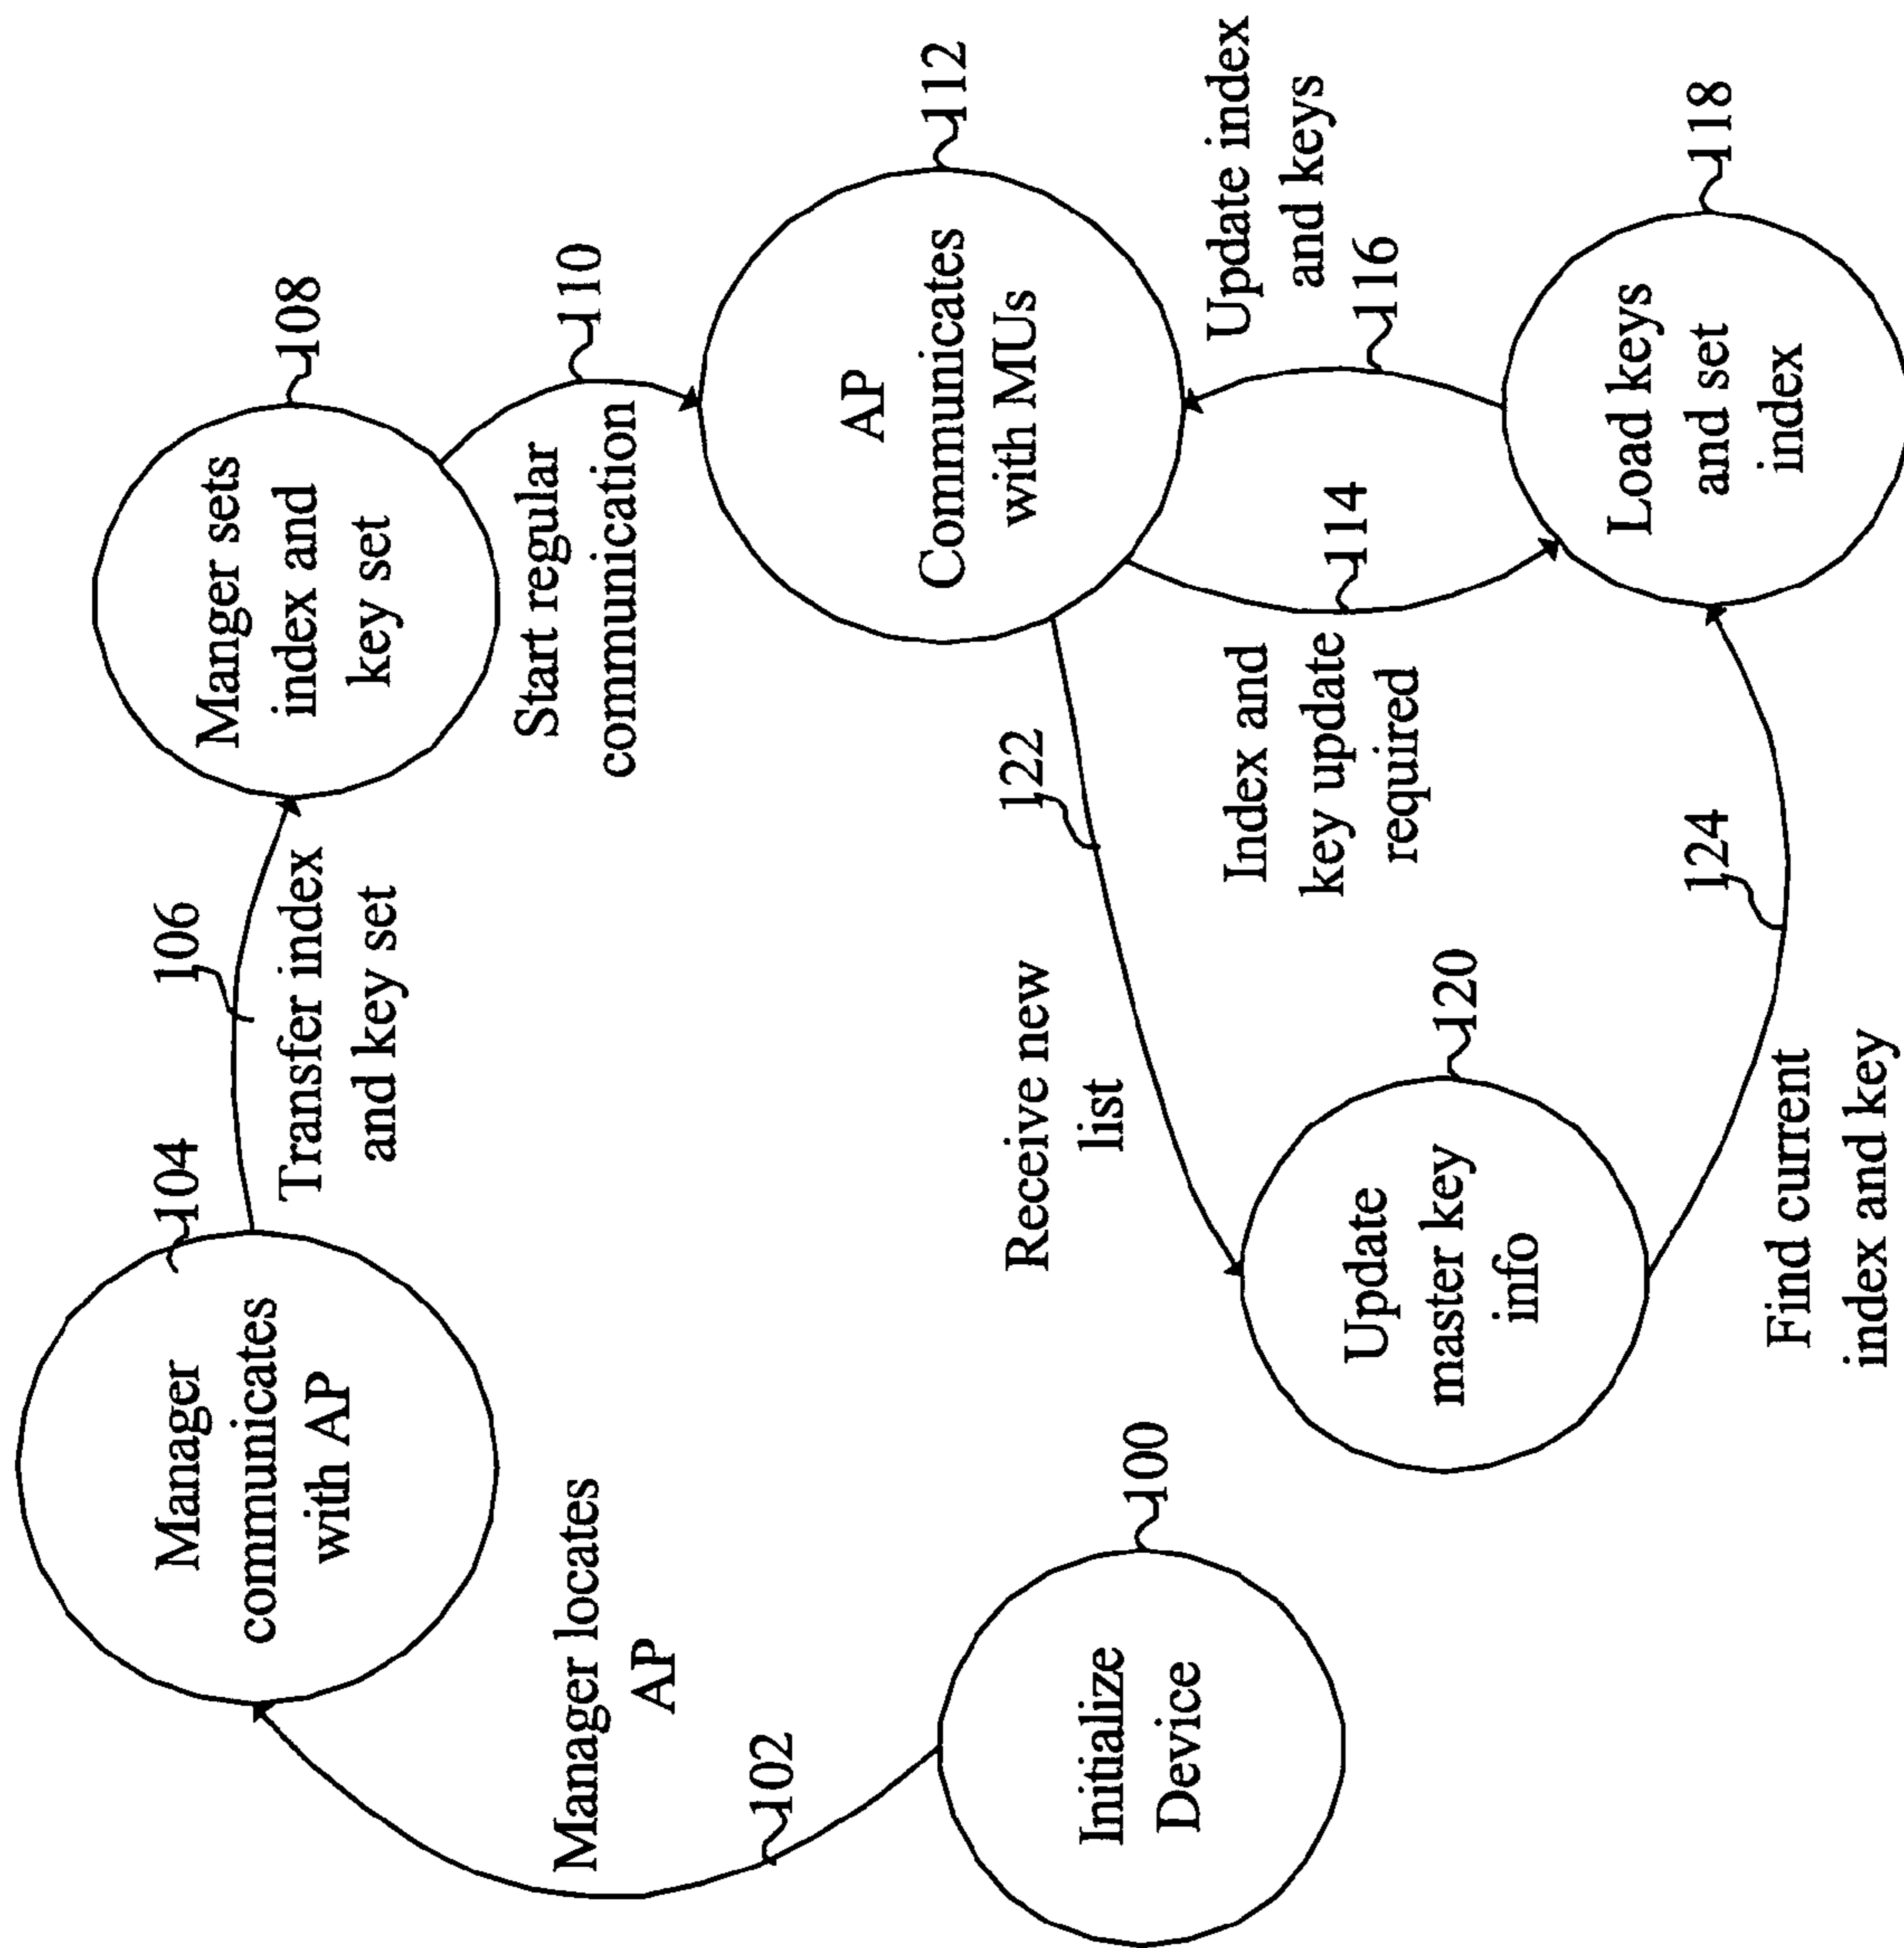 Manager
communicates
with AP
104
106
Transfer index
and key set
Manger sets
index and
key set
108
Manager locates
AP
102
Start regular
communication
110
Initialize
Device
100
Receive new
list
122
AP
Communicates
with MUs
112
Update
master key
info
120
Index and
key update
required
114
Update index
and keys
116
Find current
index and key
124
Load keys
and set
index
118